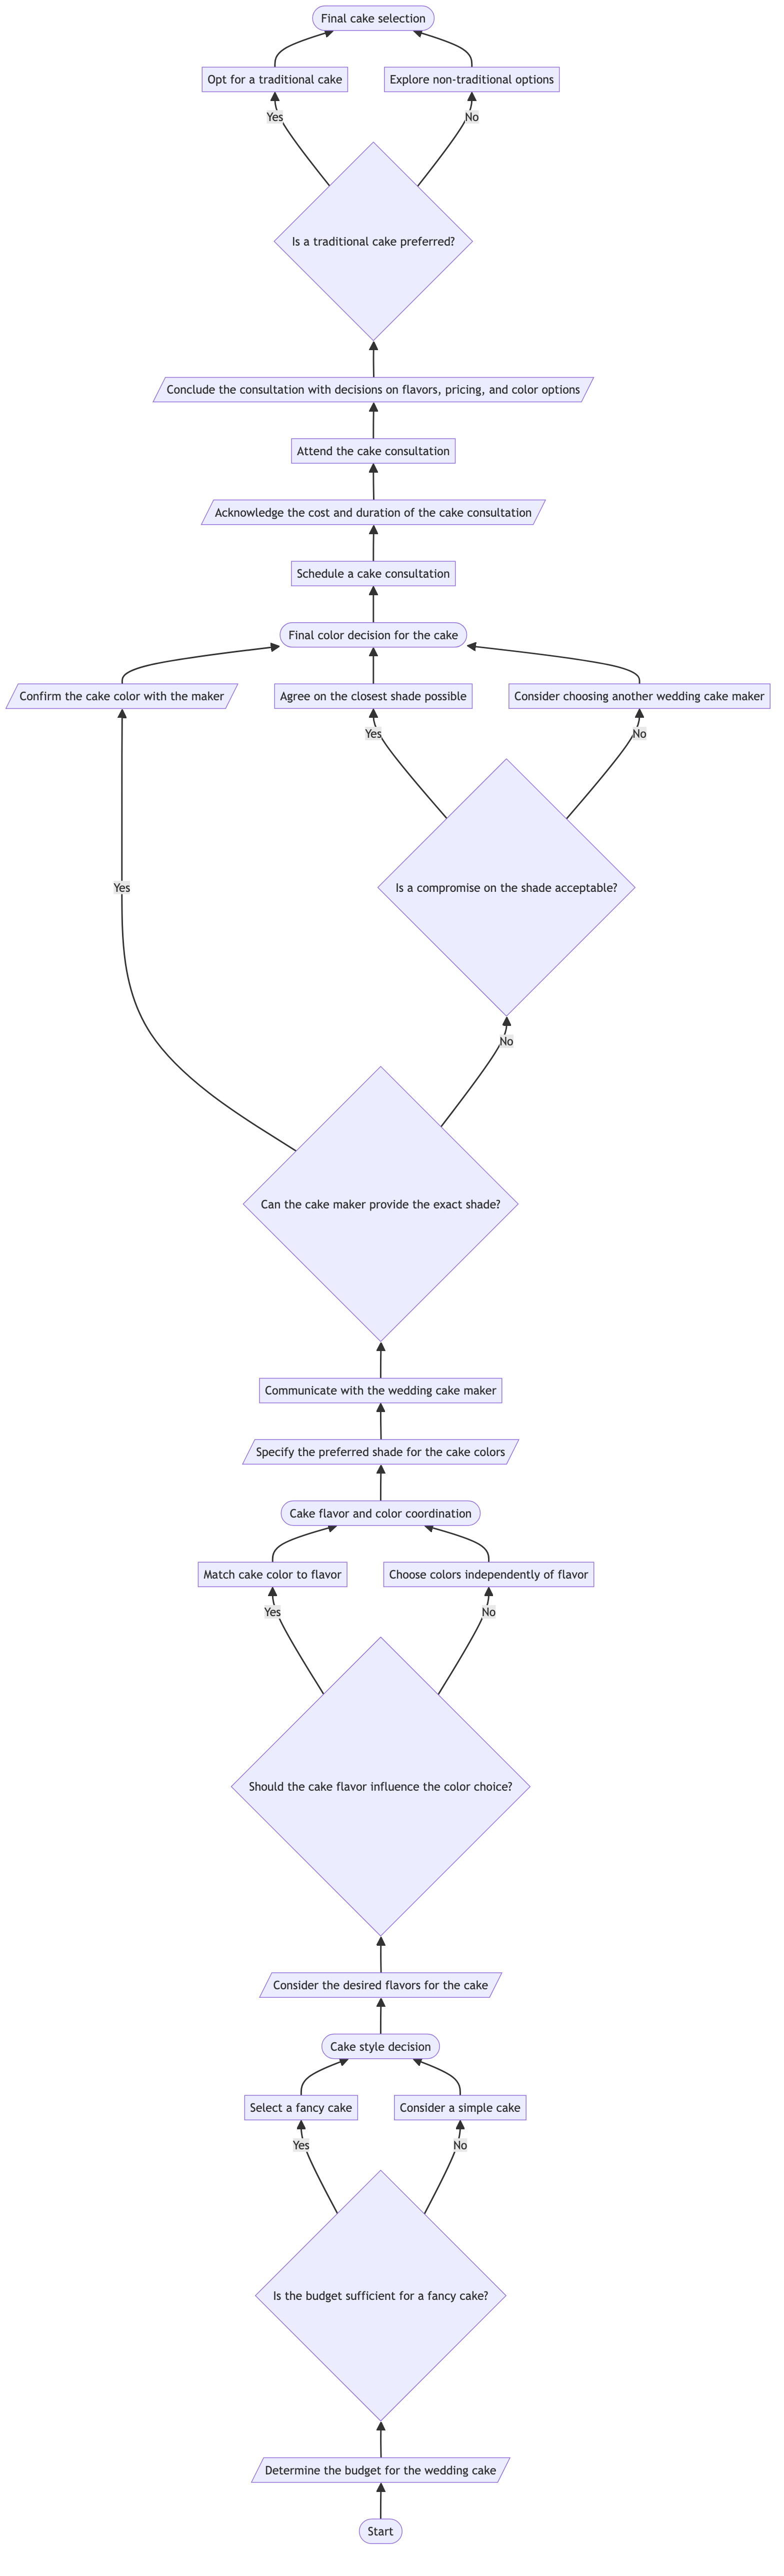 Final cake selection
Opt for a traditional cake
Explore non-traditional options
Yes
No
Is a traditional cake preferred?
Conclude the consultation with decisions on flavors, pricing, and color options
Attend the cake consultation
Acknowledge the cost and duration of the cake consultation
Schedule a cake consultation
Final color decision for the cake
Confirm the cake color with the maker
Agree on the closest shade possible
Consider choosing another wedding cake maker
Yes
No
Is a compromise on the shade acceptable?
Yes
No
Can the cake maker provide the exact shade?
Communicate with the wedding cake maker
Specify the preferred shade for the cake colors
Cake flavor and color coordination
Match cake color to flavor
Choose colors independently of flavor
Yes
No
Should the cake flavor influence the color choice?
Consider the desired flavors for the cake
Cake style decision
Select a fancy cake
Consider a simple cake
Yes
No
Is the budget sufficient for a fancy cake?
Determine the budget for the wedding cake
Start